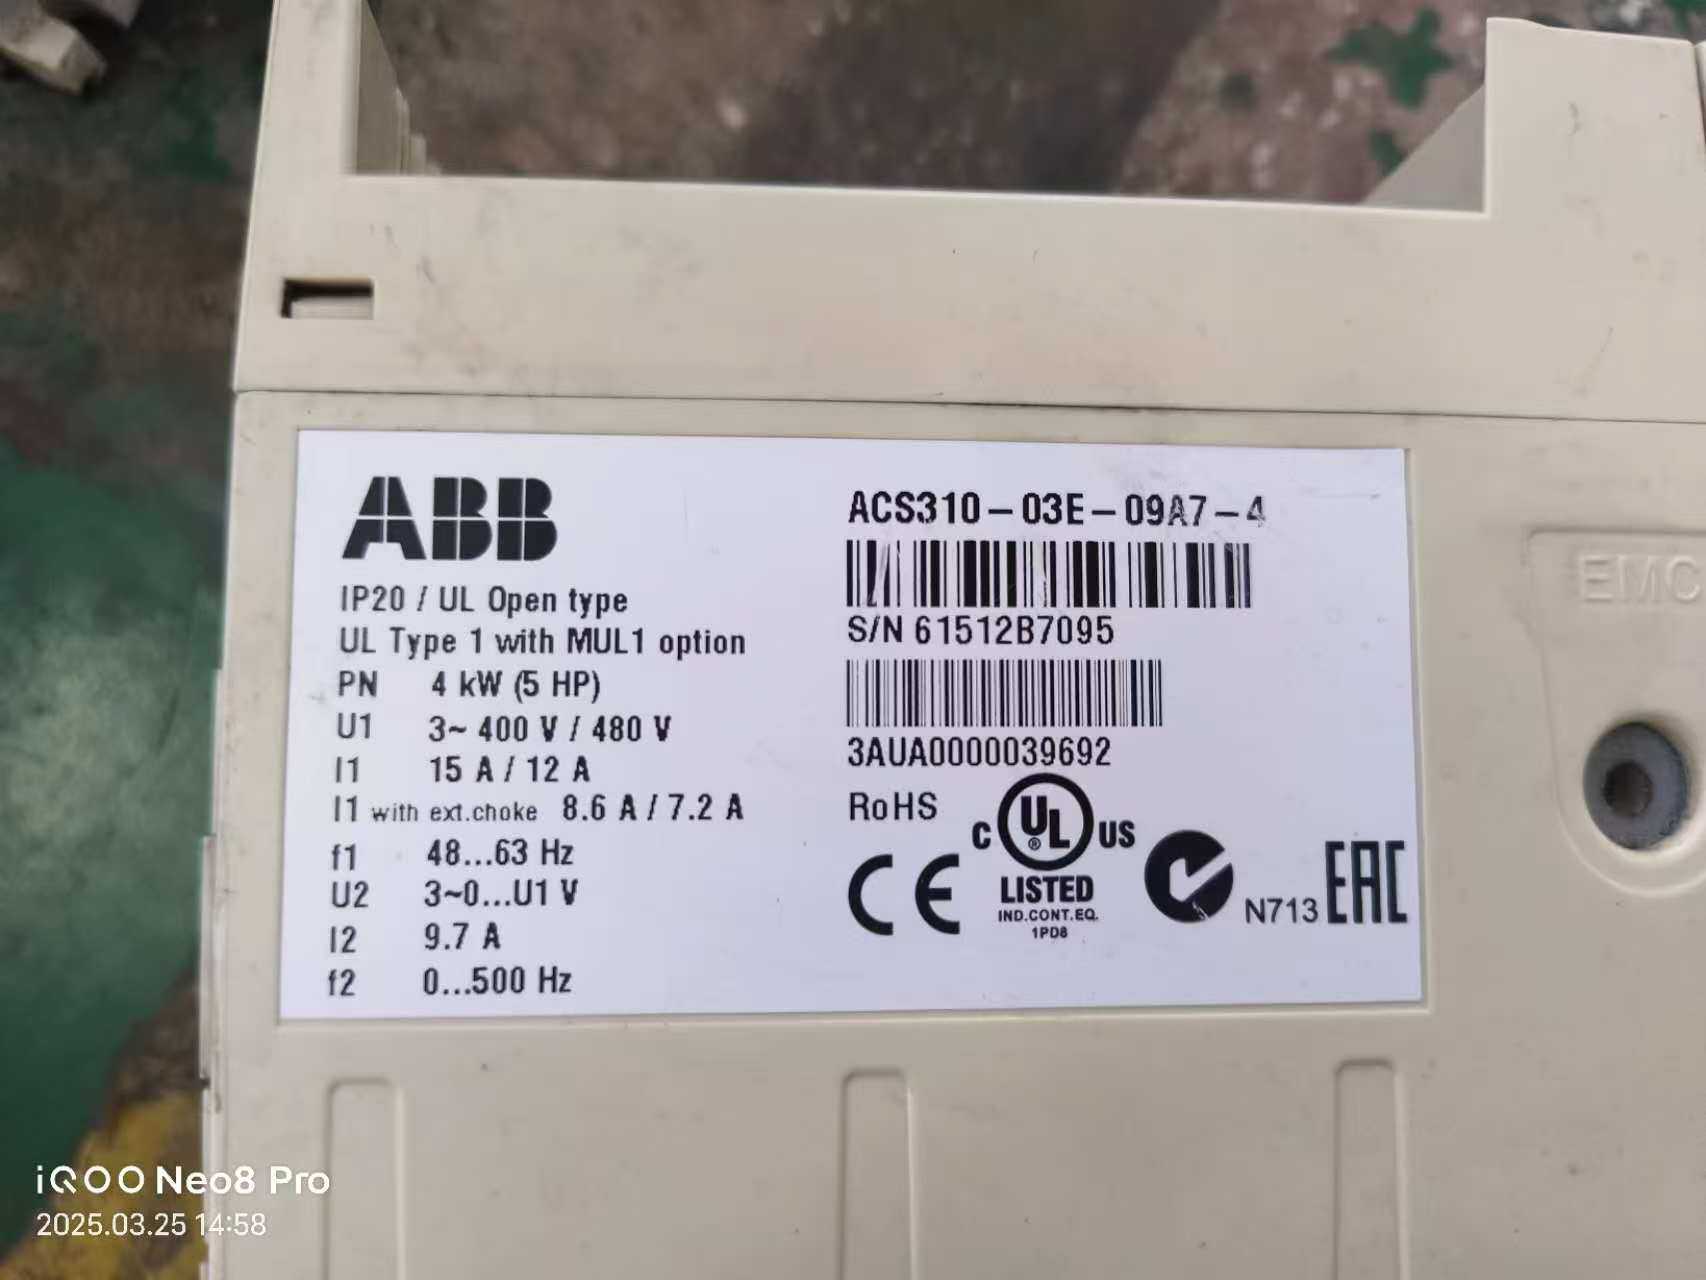 ABB
IP20 / UL Open type
UL Type 1 with MUL1 option
PN 4 kW (5 HP)
U1 3~ 400 V / 480 V
I1 15 A / 12 A
I1 with ext.choke 8.6 A / 7.2 A
f1 48...63 Hz
U2 3~0...U1 V
I2 9.7 A
f2 0...500 Hz
ACS310-03E-09A7-4
S/N 61512B7095
3AUA0000039692
RoHS
C UL ® US
LISTED
IND.CONT.EQ.
1PD8
CE
N713
EAC
EMC
iQOO Neo8 Pro
2025.03.25 14:58